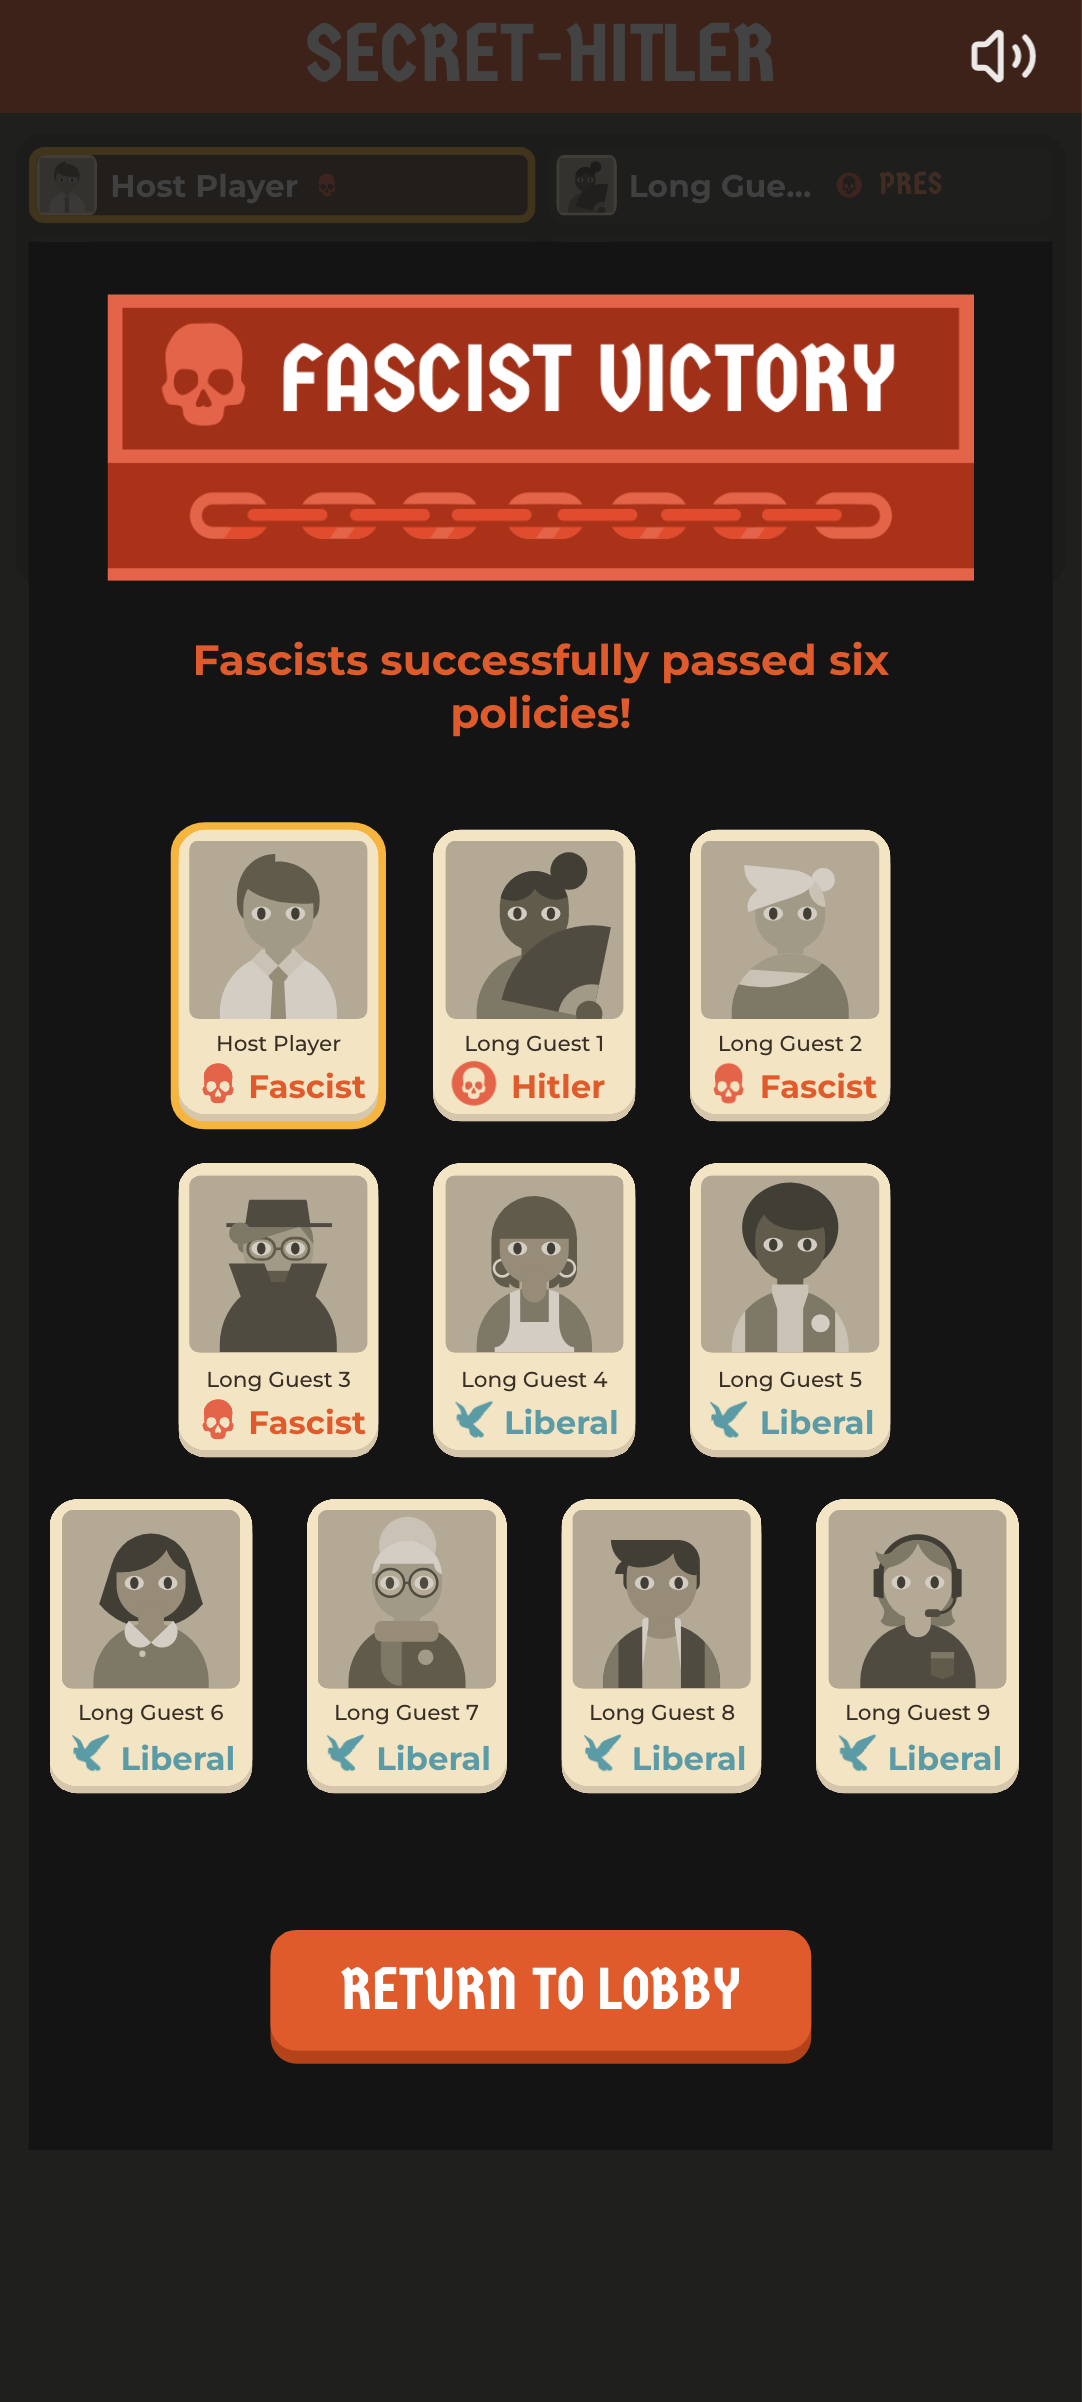 SECRET-HITLER
Host Player
Long Gue... PRES
FASCIST VICTORY
Fascists successfully passed six
policies!
Host Player
Fascist
Long Guest 1
Hitler
Long Guest 2
Fascist
Long Guest 3
Fascist
Long Guest 4
Liberal
Long Guest 5
Liberal
Long Guest 6
Liberal
Long Guest 7
Liberal
Long Guest 8
Liberal
Long Guest 9
Liberal
RETURN TO LOBBY